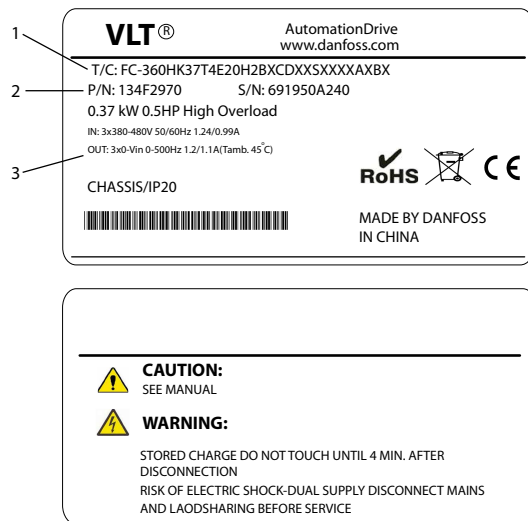 VLT® AutomationDrive
www.danfoss.com
1
T/C: FC-360HK37T4E20H2BXCDXXSXXXXAXBX
2
P/N: 134F2970 S/N: 691950A240
0.37 kW 0.5HP High Overload
IN: 3x380-480V 50/60Hz 1.24/0.99A
3
OUT: 3x0-Vin 0-500Hz 1.2/1.1A(Tamb. 45°C)
RoHS CE
CHASSIS/IP20
MADE BY DANFOSS
IN CHINA
CAUTION:
SEE MANUAL
WARNING:
STORED CHARGE DO NOT TOUCH UNTIL 4 MIN. AFTER
DISCONNECTION
RISK OF ELECTRIC SHOCK-DUAL SUPPLY DISCONNECT MAINS
AND LAODSHARING BEFORE SERVICE